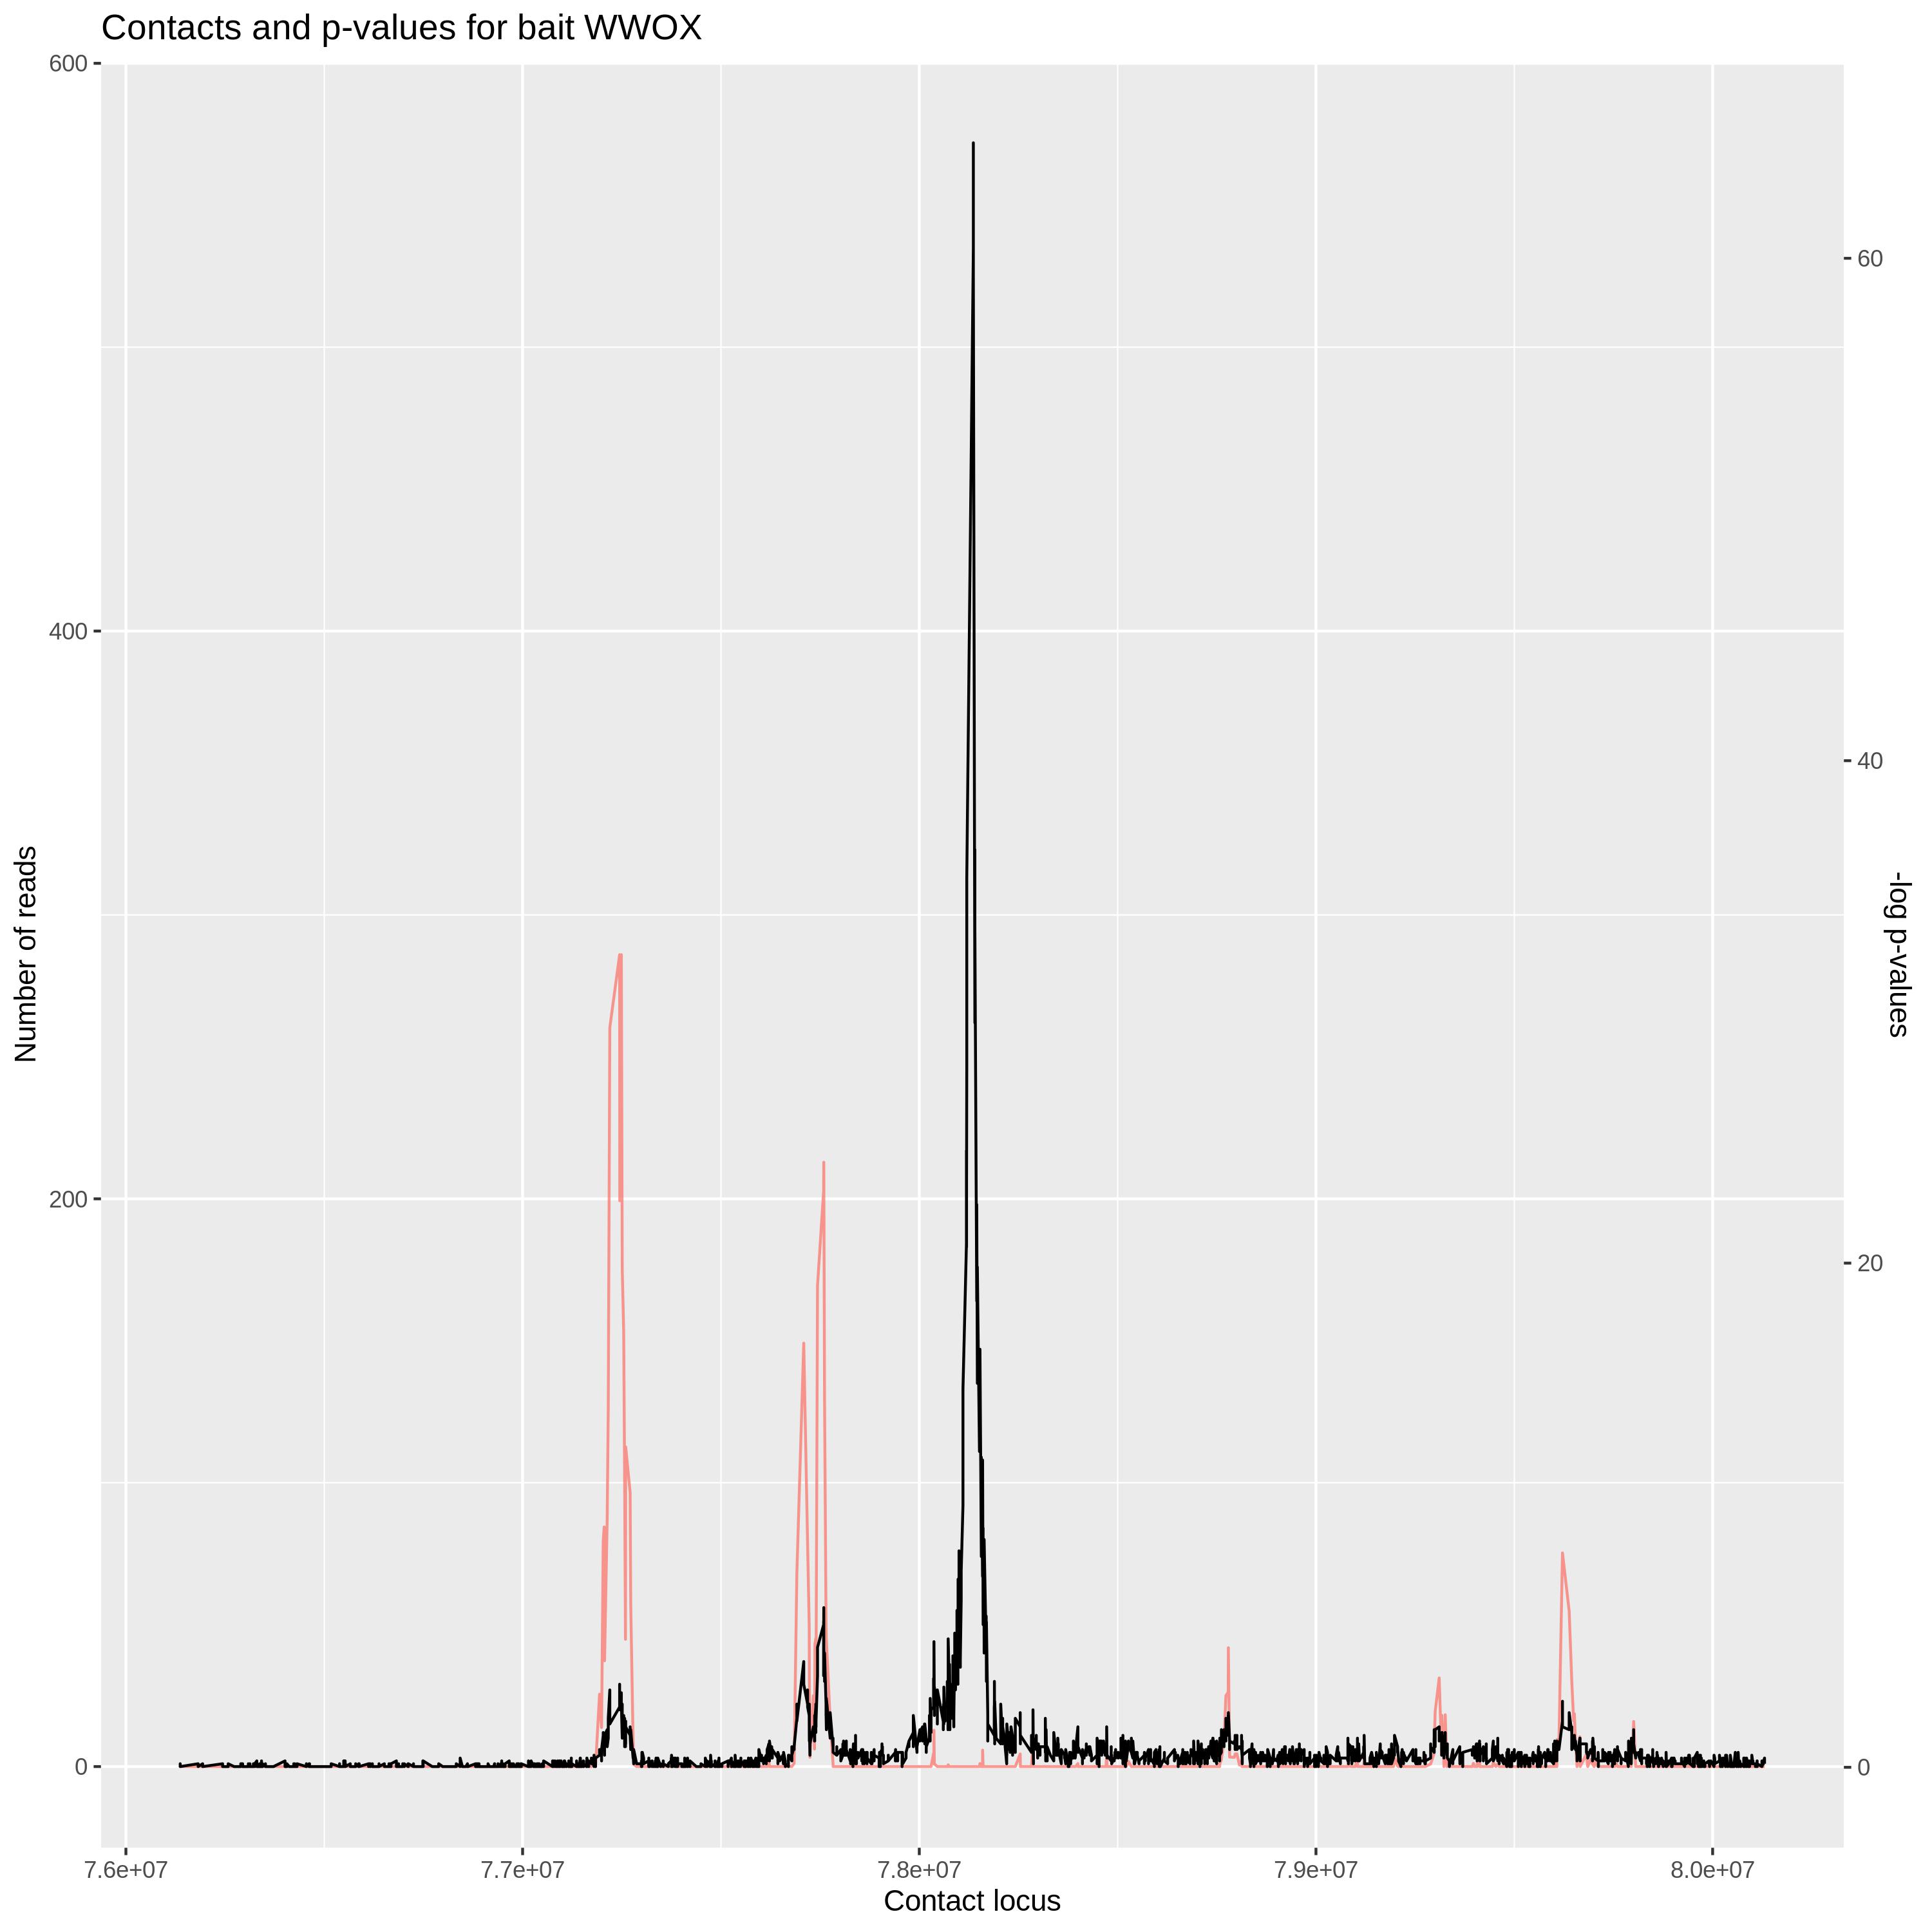 Contacts and p-values for bait WWOX
600
400
200
0
Number of reads
60
40
20
0
-log p-values
7.6e+07 7.7e+07 7.8e+07 7.9e+07 8.0e+07
Contact locus